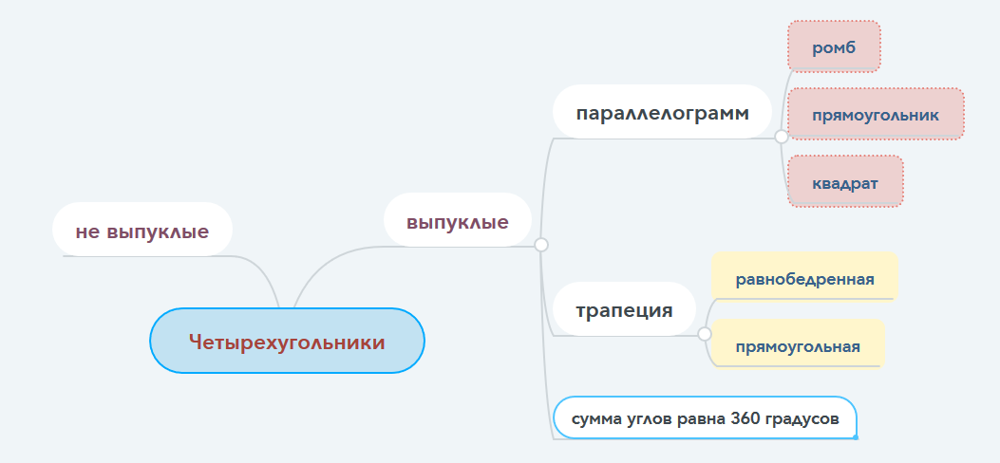 ромб
параллелограмм
прямоугольник
квадрат
не выпуклые
выпуклые
равнобедренная
трапеция
прямоугольная
Четырехугольники
сумма углов равна 360 градусов